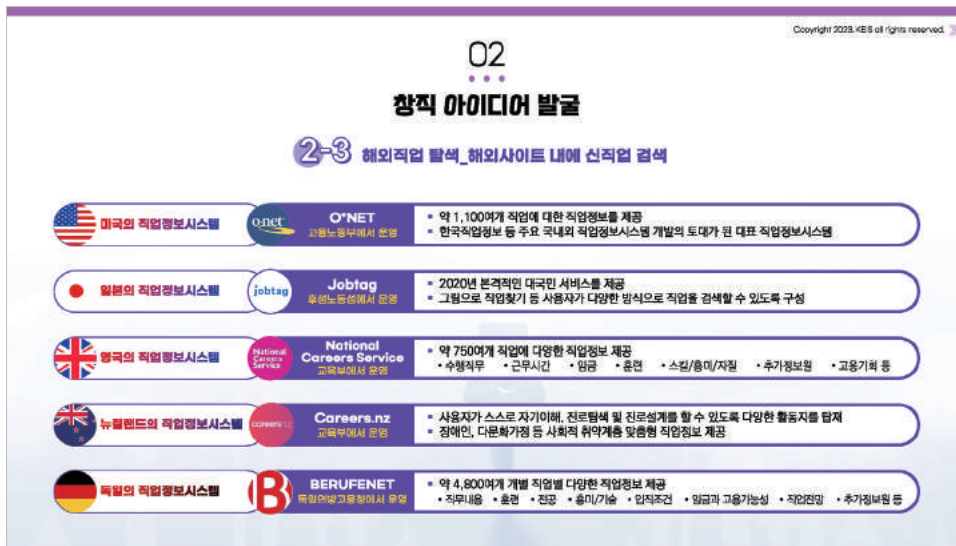 Copyright 2023. KEIS all rights reserved.
02
창직 아이디어 발굴
2-3 해외직업 탐색_해외사이트 내에 신직업 검색
미국의 직업정보시스템
o·net
O*NET
고용노동부에서 운영
▪ 약 1,100여개 직업에 대한 직업정보를 제공
▪ 한국직업정보 등 주요 국내외 직업정보시스템 개발의 토대가 된 대표 직업정보시스템
일본의 직업정보시스템
jobtag
Jobtag
후생노동성에서 운영
▪ 2020년 본격적인 대국민 서비스를 제공
▪ 그림으로 직업찾기 등 사용자가 다양한 방식으로 직업을 검색할 수 있도록 구성
영국의 직업정보시스템
National
Careers
Service
National
Careers Service
교육부에서 운영
▪ 약 750여개 직업에 다양한 직업정보 제공
• 수행직무 • 근무시간 • 임금 • 훈련 • 스킬/흥미/자질 • 추가정보원 • 고용기회 등
뉴질랜드의 직업정보시스템
careers.nz
Careers.nz
교육부에서 운영
▪ 사용자가 스스로 자기이해, 진로탐색 및 진로설계를 할 수 있도록 다양한 활동지를 탑재
▪ 장애인, 다문화가정 등 사회적 취약계층 맞춤형 직업정보 제공
독일의 직업정보시스템
B
BERUFENET
독일연방고용청에서 운영
▪ 약 4,800여개 개별 직업별 다양한 직업정보 제공
• 직무내용 • 훈련 • 전공 • 흥미/기술 • 입직조건 • 임금과 고용가능성 • 직업전망 • 추가정보원 등